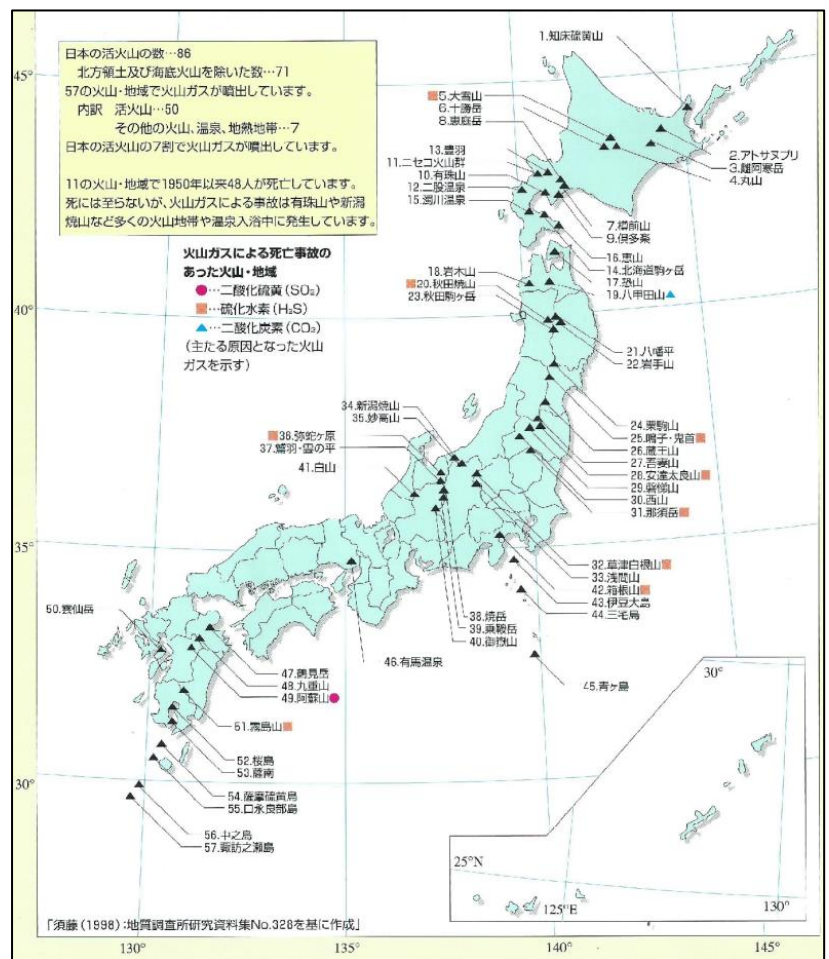 日本の活火山の数…86
北方領土及び海底火山を除いた数…71
57の火山・地域で火山ガスが噴出しています。
内訳 活火山…50
その他の火山、温泉、地熱地帯…7
日本の活火山の7割で火山ガスが噴出しています。
11の火山・地域で1950年以来48人が死亡しています。
死には至らないが、火山ガスによる事故は有珠山や新潟
焼山など多くの火山地帯や温泉入浴中に発生しています。
火山ガスによる死亡事故の
あった火山・地域
●…二酸化硫黄(SO₂)
■…硫化水素(H₂S)
▲…二酸化炭素(CO₂)
(主たる原因となった火山
ガスを示す)
1.知床硫黄山
5.大雪山
6.十勝岳
8.恵庭岳
13.豊羽
11.ニセコ火山群
10.有珠山
12.二股温泉
15.濁川温泉
2.アトサヌプリ
3.雌阿寒岳
4.丸山
7.樽前山
9.倶多楽
16.恵山
14.北海道駒ヶ岳
17.恐山
19.八甲田山
18.岩木山
20.秋田焼山
23.秋田駒ヶ岳
21.八幡平
22.岩手山
24.栗駒山
25.鳴子・鬼首
26.蔵王山
27.吾妻山
28.安達太良山
29.磐梯山
30.西山
31.那須岳
34.新潟焼山
35.妙高山
36.弥蛇ヶ原
37.鷲羽・雲の平
41.白山
32.草津白根山
33.浅間山
42.箱根山
43.伊豆大島
44.三宅島
38.焼岳
39.乗鞍岳
40.御嶽山
45.青ヶ島
46.有馬温泉
50.雲仙岳
47.鶴見岳
48.九重山
49.阿蘇山
51.霧島山
52.桜島
53.薩南
54.薩摩硫黄島
55.口永良部島
56.中之島
57.諏訪之瀬島
45°
40°
35°
30°
30°
25°N
125°E
130°
「須藤(1998):地質調査所研究資料集No.328を基に作成」
130°
135°
140°
145°